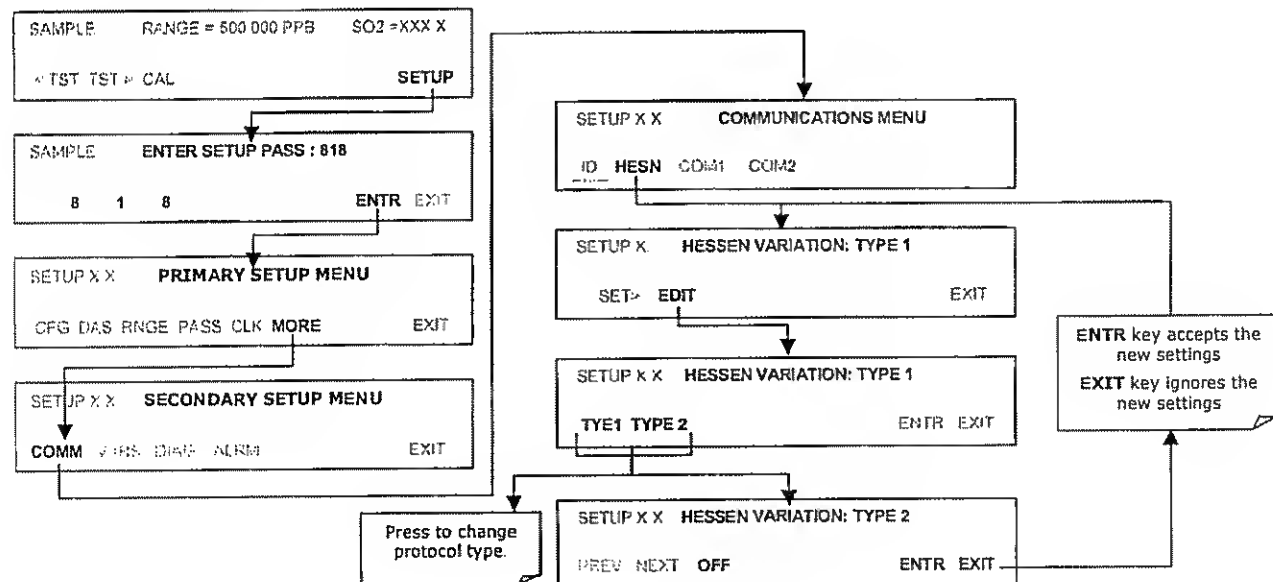 SAMPLE RANGE = 500 000 PPB SO2 =XXX X
< TST TST > CAL SETUP
SAMPLE ENTER SETUP PASS : 818
8 1 8 ENTR EXIT
SETUP X X PRIMARY SETUP MENU
CFG DAS RNGE PASS CLK MORE EXIT
SETUP X X SECONDARY SETUP MENU
COMM VARS DIAG ALRM EXIT
SETUP X X COMMUNICATIONS MENU
ID HESN COM1 COM2
SETUP X. HESSEN VARIATION: TYPE 1
SET> EDIT EXIT
SETUP X X HESSEN VARIATION: TYPE 1
TYE1 TYPE 2 ENTR EXIT
Press to change
protocol type.
SETUP X X HESSEN VARIATION: TYPE 2
PREV NEXT OFF ENTR EXIT
ENTR key accepts the
new settings
EXIT key ignores the
new settings